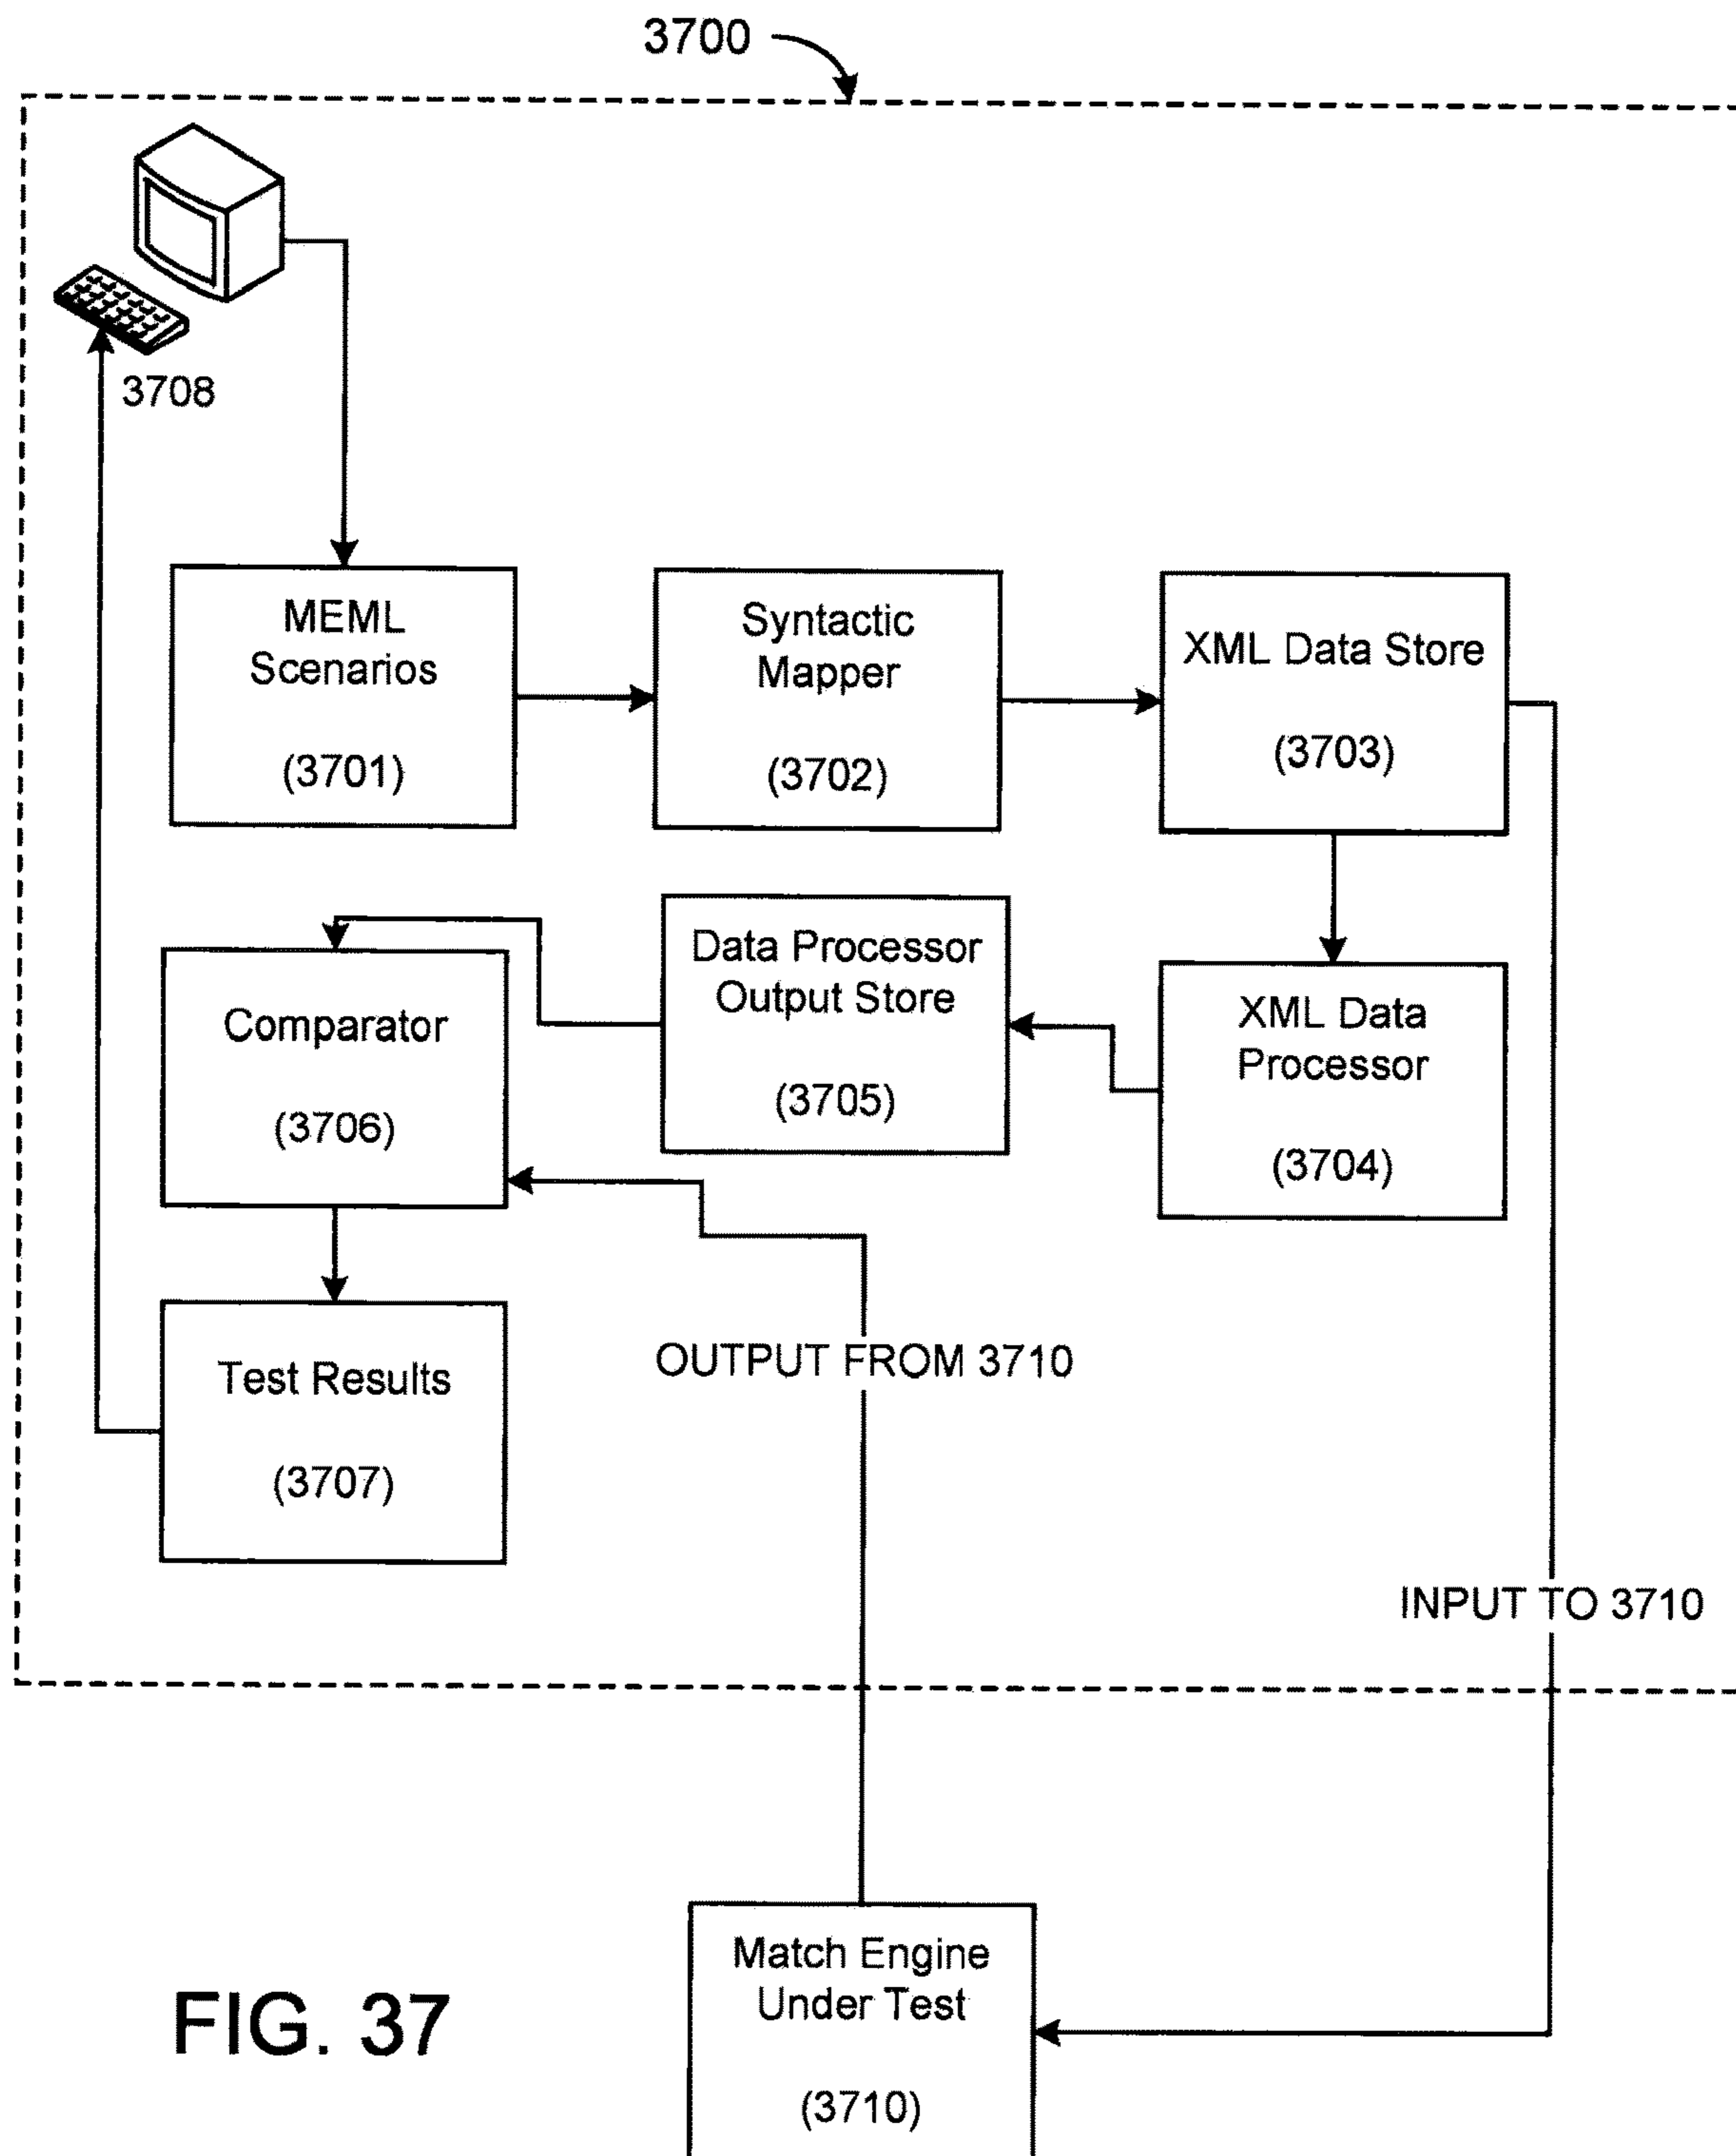 3700
3708
MEML
Scenarios
(3701)
Syntactic
Mapper
(3702)
XML Data Store
(3703)
Comparator
(3706)
Data Processor
Output Store
(3705)
XML Data
Processor
(3704)
Test Results
(3707)
OUTPUT FROM 3710
INPUT TO 3710
Match Engine
Under Test
(3710)
FIG. 37